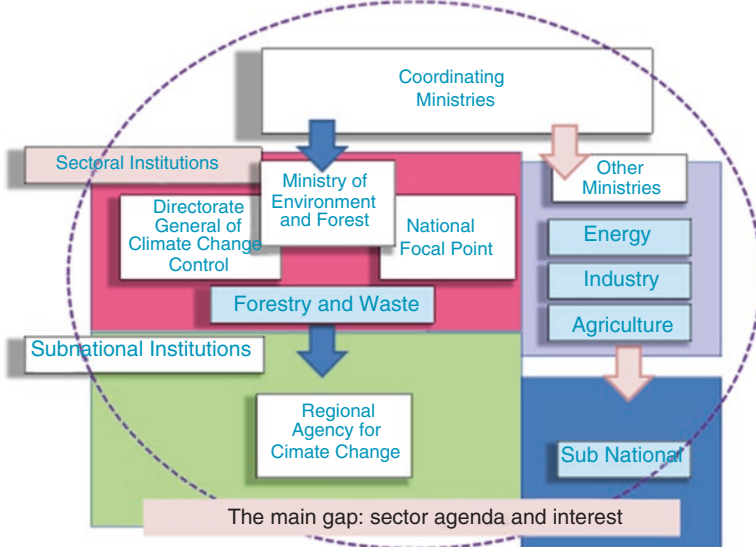 Coordinating
Ministries
Sectoral Institutions
Ministry of
Environment
and Forest
Other
Ministries
Directorate
General of
Climate Change
Control
National
Focal Point
Energy
Industry
Forestry and Waste
Agriculture
Subnational Institutions
Regional
Agency for
Cimate Change
Sub National
The main gap: sector agenda and interest